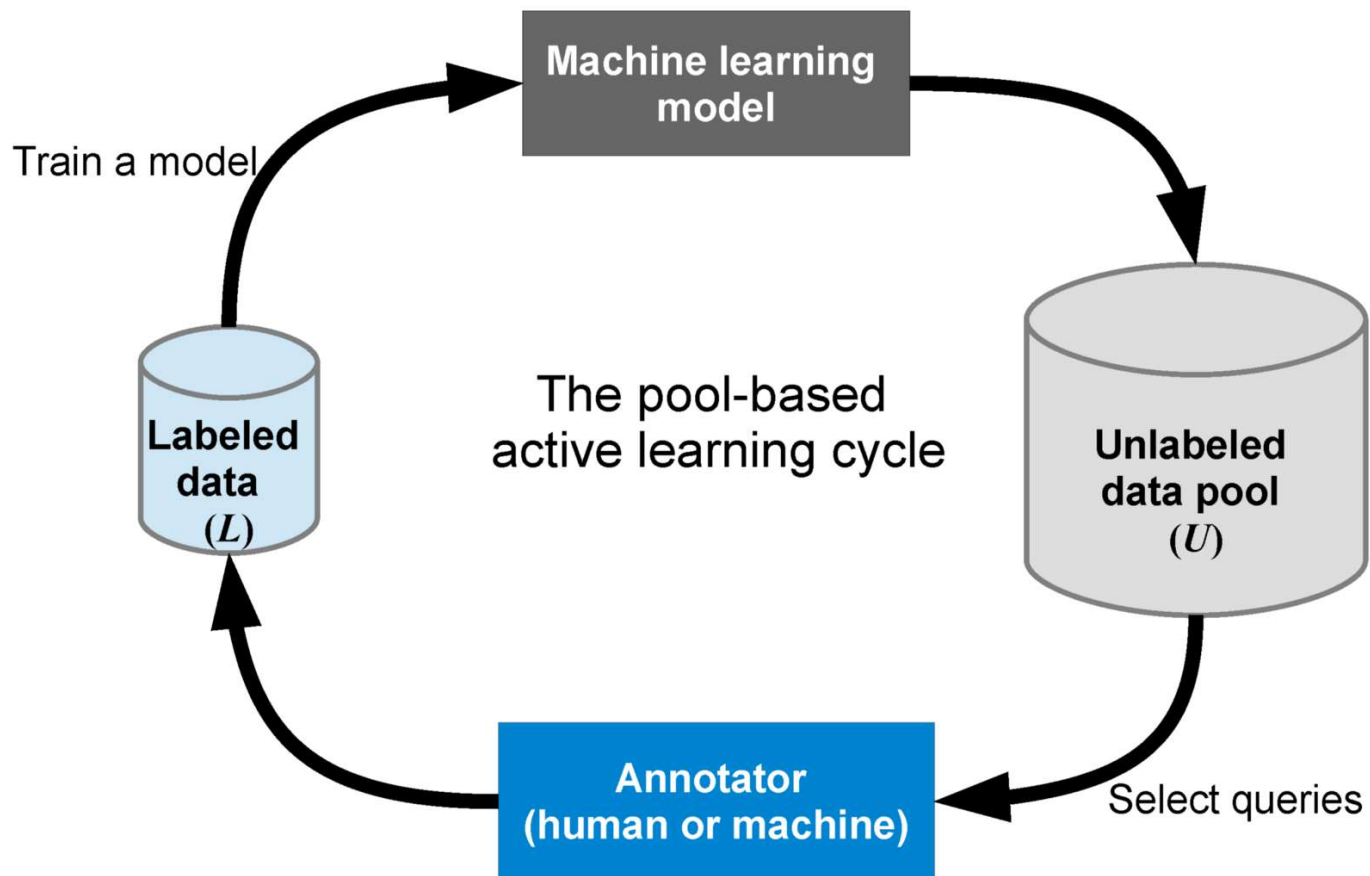 Machine learning
model
Train a model
The pool-based
active learning cycle
Labeled
data
(L)
Unlabeled
data pool
(U)
Annotator
(human or machine)
Select queries